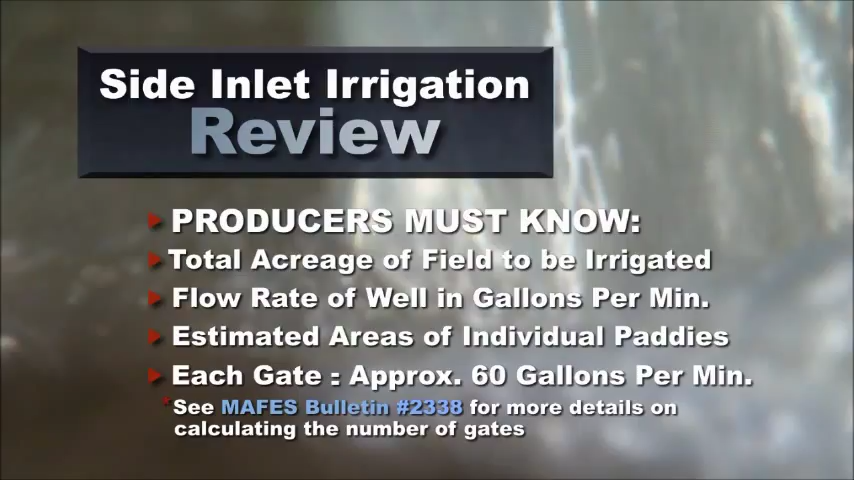 Side Inlet Irrigation
Review
PRODUCERS MUST KNOW:
Total Acreage of Field to be Irrigated
Flow Rate of Well in Gallons Per Min.
Estimated Areas of Individual Paddies
Each Gate : Approx. 60 Gallons Per Min.
*See MAFES Bulletin #2338 for more details on
calculating the number of gates